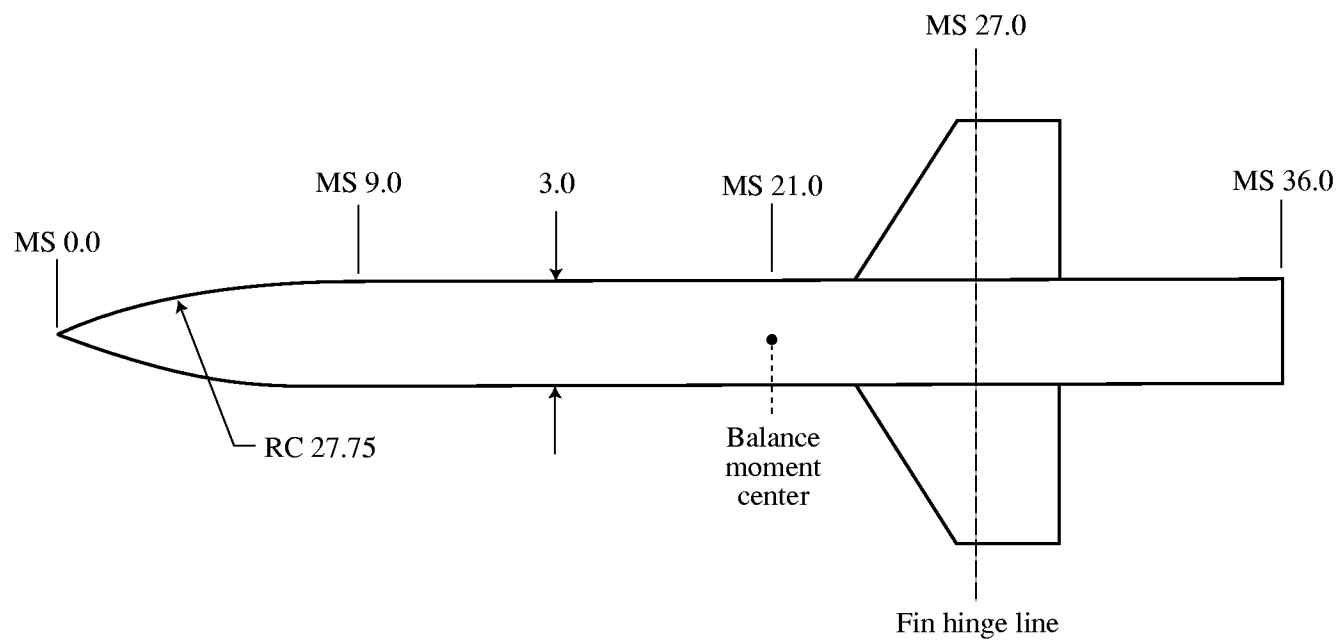 MS 27.0
MS 9.0
3.0
MS 21.0
MS 36.0
MS 0.0
RC 27.75
Balance
moment
center
Fin hinge line